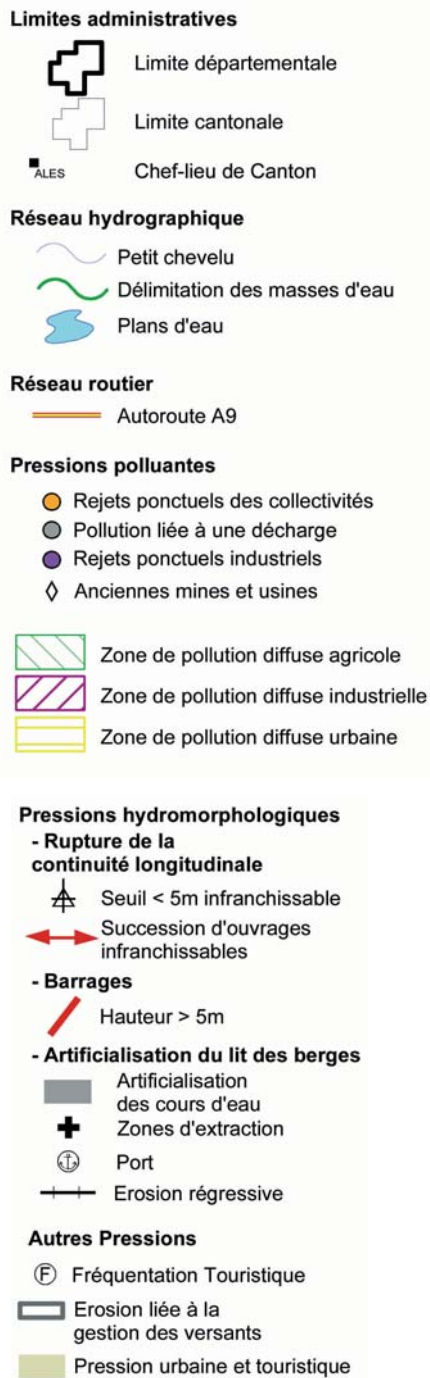 Limites administratives
Limite départementale
Limite cantonale
ALES Chef-lieu de Canton
Réseau hydrographique
Petit chevelu
Délimitation des masses d'eau
Plans d'eau
Réseau routier
Autoroute A9
Pressions polluantes
Rejets ponctuels des collectivités
Pollution liée à une décharge
Rejets ponctuels industriels
Anciennes mines et usines
Zone de pollution diffuse agricole
Zone de pollution diffuse industrielle
Zone de pollution diffuse urbaine
Pressions hydromorphologiques
- Rupture de la
continuité longitudinale
Seuil < 5m infranchissable
Succession d'ouvrages
infranchissables
- Barrages
Hauteur > 5m
- Artificialisation du lit des berges
Artificialisation
des cours d'eau
Zones d'extraction
Port
Erosion régressive
Autres Pressions
F Fréquentation Touristique
Erosion liée à la
gestion des versants
Pression urbaine et touristique